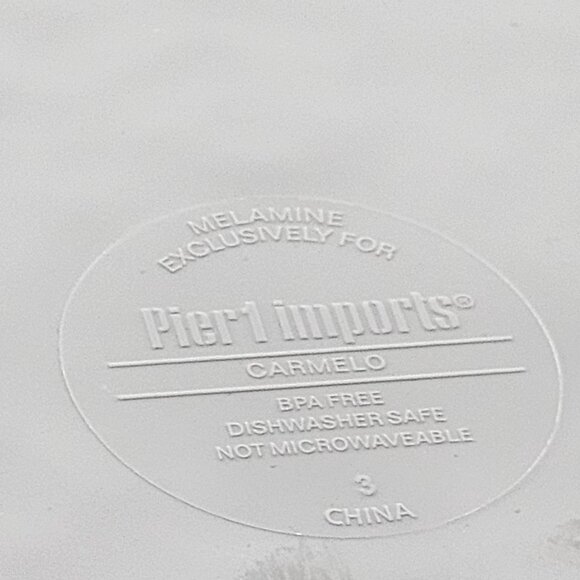 MELAMINE
EXCLUSIVELY FOR
Pier1 imports®
CARMELO
BPA FREE
DISHWASHER SAFE
NOT MICROWAVEABLE
3
CHINA